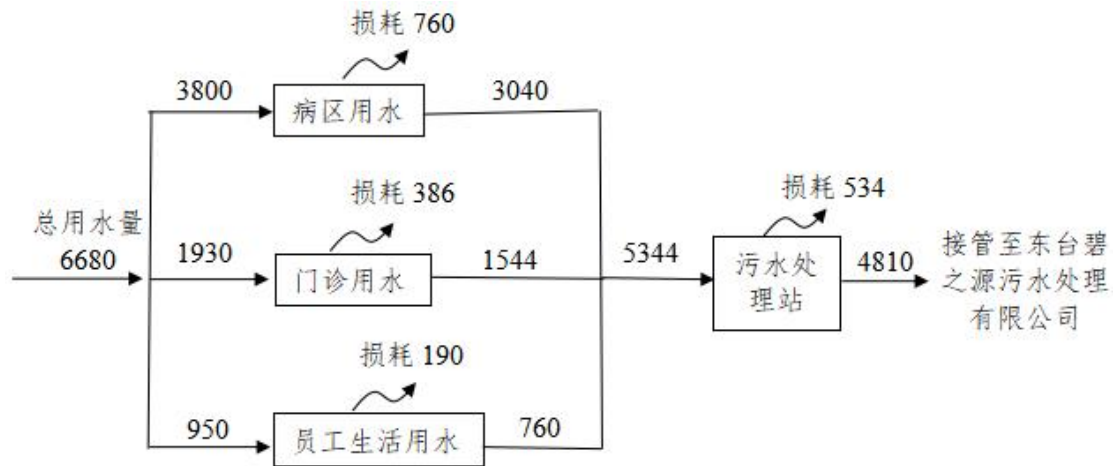 损耗 760
3800
病区用水
3040
损耗 386
总用水量
6680
1930
门诊用水
1544
5344
损耗 534
污水处
理站
4810
接管至东台碧
之源污水处理
有限公司
损耗 190
950
员工生活用水
760